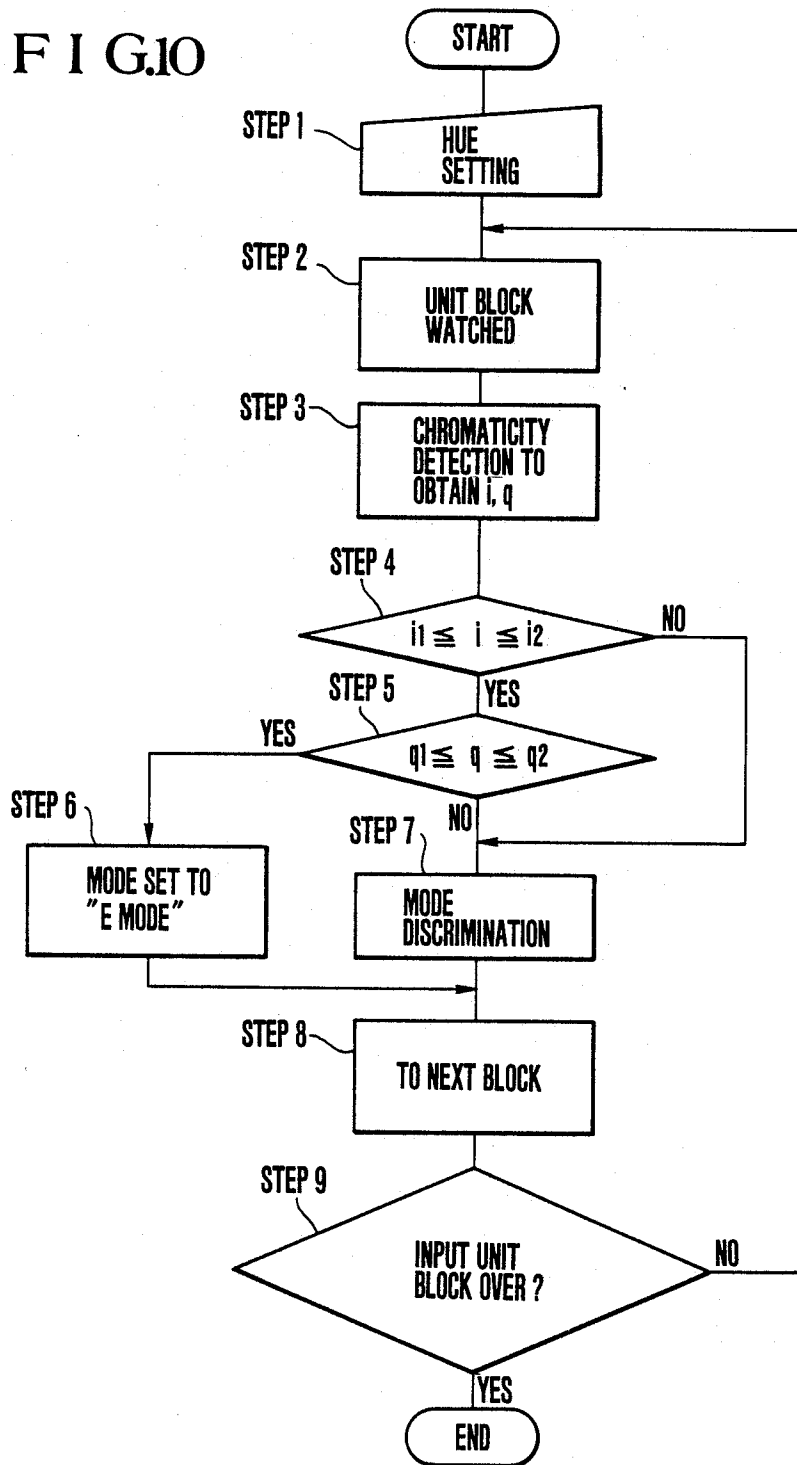 FIG.10
START
STEP 1
HUE
SETTING
STEP 2
UNIT BLOCK
WATCHED
STEP 3
CHROMATICITY
DETECTION TO
OBTAIN i, q
STEP 4
i1 ≦ i ≦ i2
NO
YES
STEP 5
q1 ≦ q ≦ q2
YES
NO
STEP 6
MODE SET TO
"E MODE"
STEP 7
MODE
DISCRIMINATION
STEP 8
TO NEXT BLOCK
STEP 9
INPUT UNIT
BLOCK OVER ?
NO
YES
END